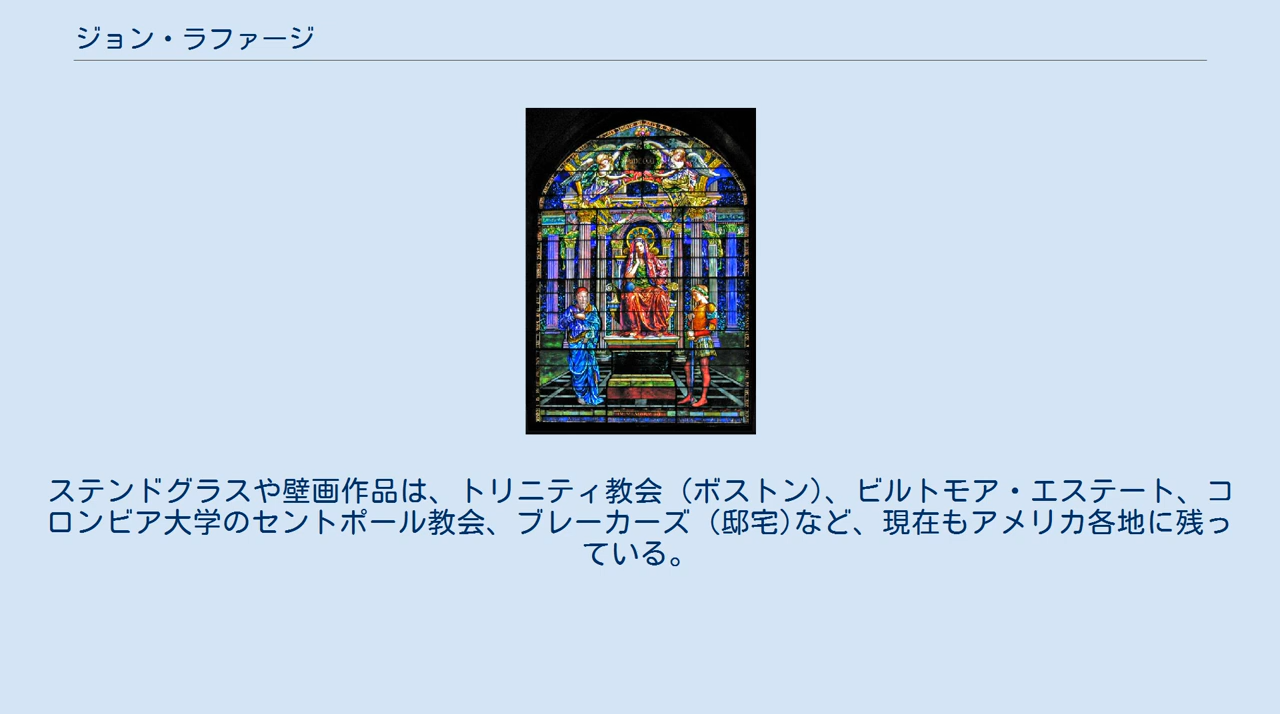 ジョン・ラファージ
ステンドグラスや壁画作品は、トリニティ教会（ボストン）、ビルトモア・エステート、コ
ロンビア大学のセントポール教会、ブレーカーズ（邸宅）など、現在もアメリカ各地に残っ
ている。